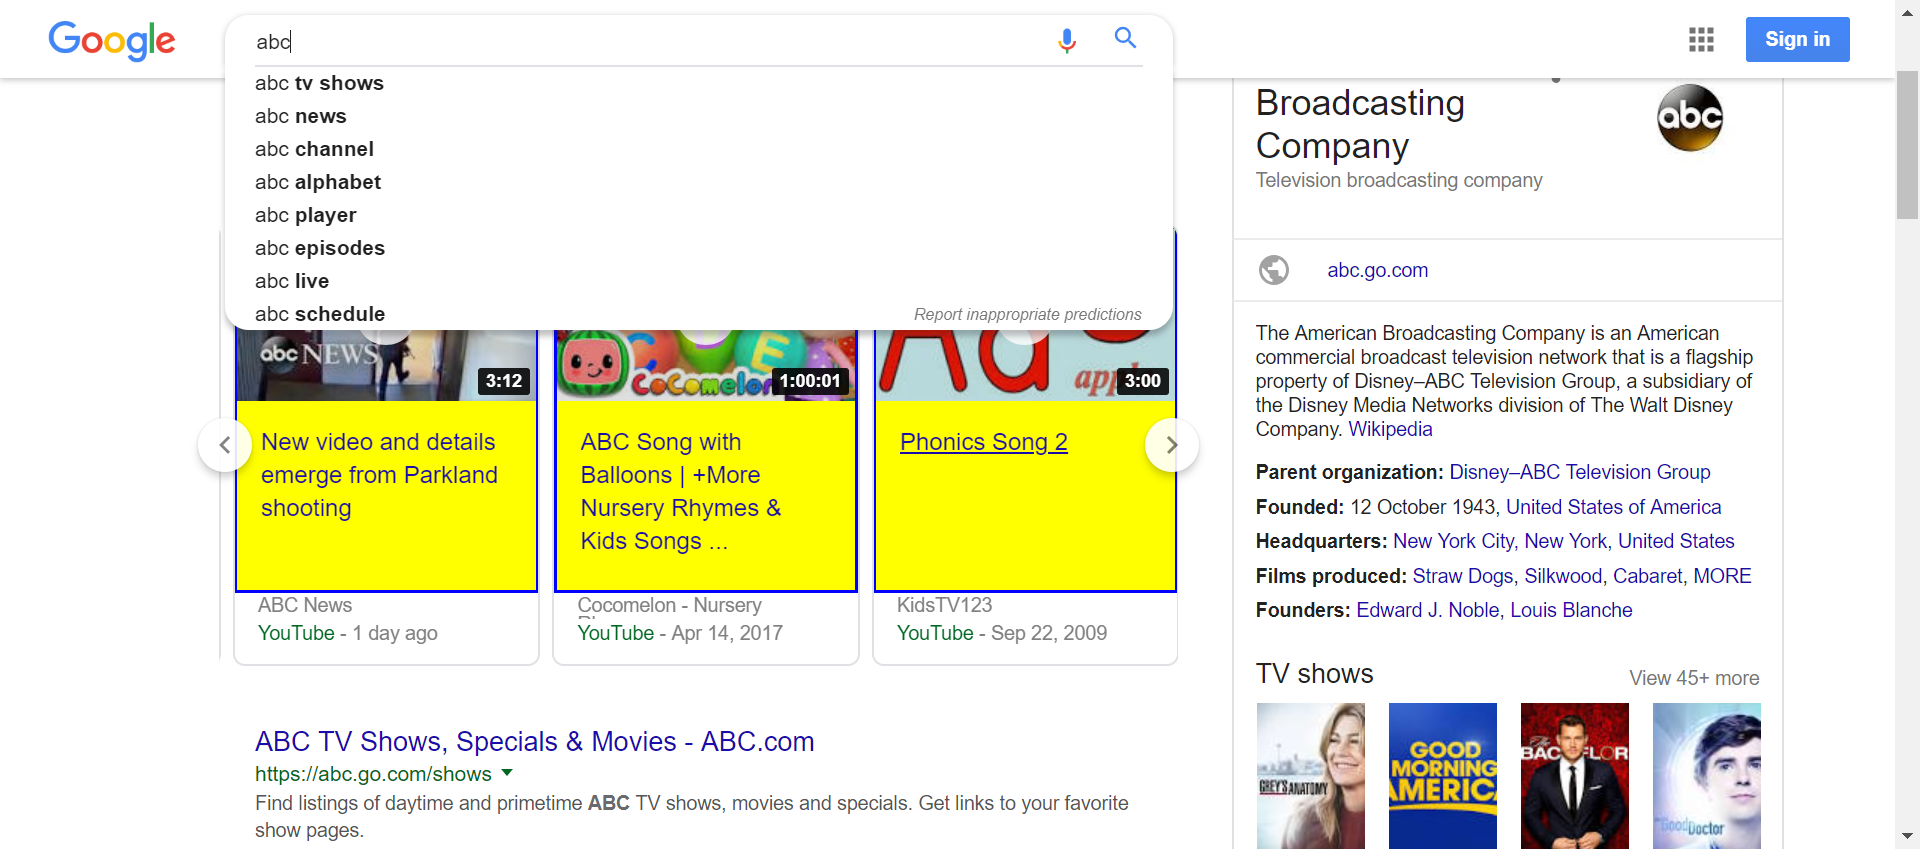 Google
abc
Sign in
abc tv shows
abc news
abc channel
abc alphabet
abc player
abc episodes
abc live
abc schedule
Report inappropriate predictions
abc NEWS
3:12
CoComelon
1:00:01
3:00
New video and details
emerge from Parkland
shooting
ABC News
YouTube - 1 day ago
ABC Song with
Balloons | +More
Nursery Rhymes &
Kids Songs ...
Cocomelon - Nursery
YouTube - Apr 14, 2017
Phonics Song 2
KidsTV123
YouTube - Sep 22, 2009
ABC TV Shows, Specials & Movies - ABC.com
https://abc.go.com/shows
Find listings of daytime and primetime ABC TV shows, movies and specials. Get links to your favorite
show pages.
Broadcasting
Company
Television broadcasting company
abc
abc.go.com
The American Broadcasting Company is an American
commercial broadcast television network that is a flagship
property of Disney–ABC Television Group, a subsidiary of
the Disney Media Networks division of The Walt Disney
Company. Wikipedia
Parent organization: Disney–ABC Television Group
Founded: 12 October 1943, United States of America
Headquarters: New York City, New York, United States
Films produced: Straw Dogs, Silkwood, Cabaret, MORE
Founders: Edward J. Noble, Louis Blanche
TV shows
View 45+ more
GREY'S ANATOMY
GOOD
MORNING
AMERICA
The
BACHELOR
the Good Doctor